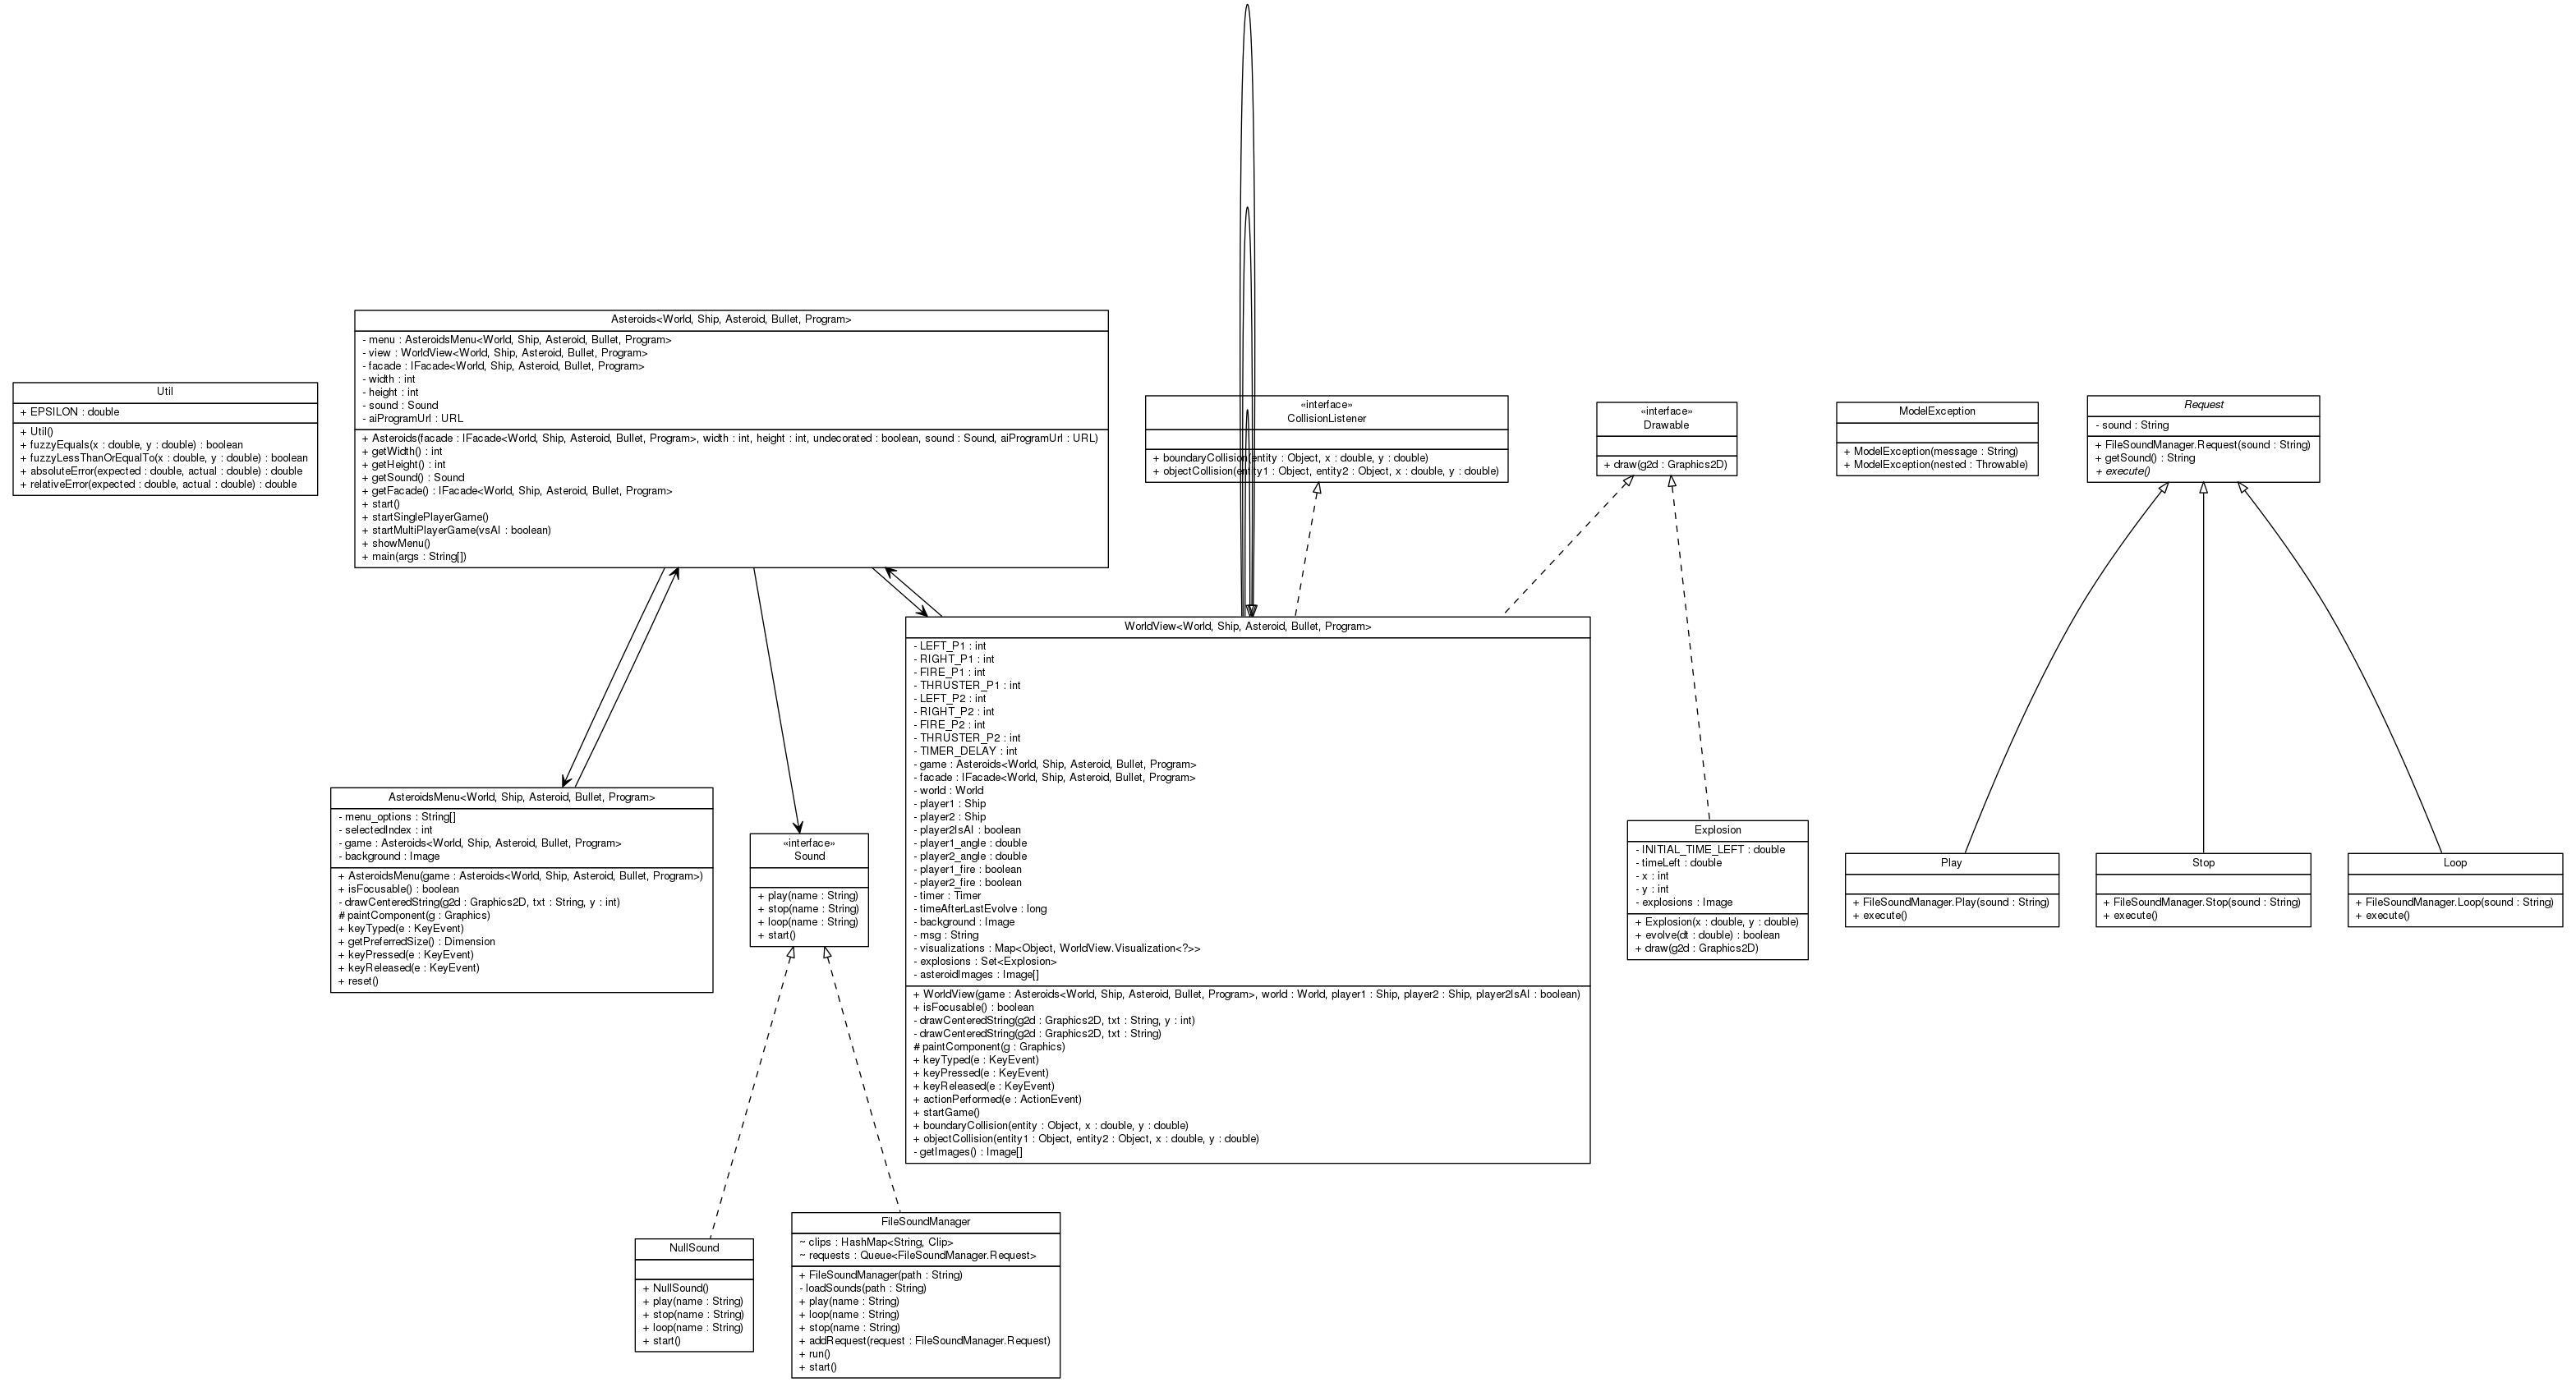 Util
+ EPSILON : double
+ Util()
+ fuzzyEquals(x : double, y : double) : boolean
+ fuzzyLessThanOrEqualTo(x : double, y : double) : boolean
+ absoluteError(expected : double, actual : double) : double
+ relativeError(expected : double, actual : double) : double
Asteroids<World, Ship, Asteroid, Bullet, Program>
- menu : AsteroidsMenu<World, Ship, Asteroid, Bullet, Program>
- view : WorldView<World, Ship, Asteroid, Bullet, Program>
- facade : IFacade<World, Ship, Asteroid, Bullet, Program>
- width : int
- height : int
- sound : Sound
- aiProgramUrl : URL
+ Asteroids(facade : IFacade<World, Ship, Asteroid, Bullet, Program>, width : int, height : int, undecorated : boolean, sound : Sound, aiProgramUrl : URL)
+ getWidth() : int
+ getHeight() : int
+ getSound() : Sound
+ getFacade() : IFacade<World, Ship, Asteroid, Bullet, Program>
+ start()
+ startSinglePlayerGame()
+ startMultiPlayerGame(vsAI : boolean)
+ showMenu()
+ main(args : String[])
«interface»
CollisionListener
+ boundaryCollision(entity : Object, x : double, y : double)
+ objectCollision(entity1 : Object, entity2 : Object, x : double, y : double)
«interface»
Drawable
+ draw(g2d : Graphics2D)
ModelException
+ ModelException(message : String)
+ ModelException(nested : Throwable)
Request
- sound : String
+ FileSoundManager.Request(sound : String)
+ getSound() : String
+ execute()
AsteroidsMenu<World, Ship, Asteroid, Bullet, Program>
- menu_options : String[]
- selectedIndex : int
- game : Asteroids<World, Ship, Asteroid, Bullet, Program>
- background : Image
+ AsteroidsMenu(game : Asteroids<World, Ship, Asteroid, Bullet, Program>)
+ isFocusable() : boolean
- drawCenteredString(g2d : Graphics2D, txt : String, y : int)
# paintComponent(g : Graphics)
+ keyTyped(e : KeyEvent)
+ getPreferredSize() : Dimension
+ keyPressed(e : KeyEvent)
+ keyReleased(e : KeyEvent)
+ reset()
«interface»
Sound
+ play(name : String)
+ stop(name : String)
+ loop(name : String)
+ start()
WorldView<World, Ship, Asteroid, Bullet, Program>
- LEFT_P1 : int
- RIGHT_P1 : int
- FIRE_P1 : int
- THRUSTER_P1 : int
- LEFT_P2 : int
- RIGHT_P2 : int
- FIRE_P2 : int
- THRUSTER_P2 : int
- TIMER_DELAY : int
- game : Asteroids<World, Ship, Asteroid, Bullet, Program>
- facade : IFacade<World, Ship, Asteroid, Bullet, Program>
- world : World
- player1 : Ship
- player2 : Ship
- player2IsAI : boolean
- player1_angle : double
- player2_angle : double
- player1_fire : boolean
- player2_fire : boolean
- timer : Timer
- timeAfterLastEvolve : long
- background : Image
- msg : String
- visualizations : Map<Object, WorldView.Visualization<?>>
- explosions : Set<Explosion>
- asteroidImages : Image[]
+ WorldView(game : Asteroids<World, Ship, Asteroid, Bullet, Program>, world : World, player1 : Ship, player2 : Ship, player2IsAI : boolean)
+ isFocusable() : boolean
- drawCenteredString(g2d : Graphics2D, txt : String, y : int)
- drawCenteredString(g2d : Graphics2D, txt : String)
# paintComponent(g : Graphics)
+ keyTyped(e : KeyEvent)
+ keyPressed(e : KeyEvent)
+ keyReleased(e : KeyEvent)
+ actionPerformed(e : ActionEvent)
+ startGame()
+ boundaryCollision(entity : Object, x : double, y : double)
+ objectCollision(entity1 : Object, entity2 : Object, x : double, y : double)
- getImages() : Image[]
Explosion
- INITIAL_TIME_LEFT : double
- timeLeft : double
- x : int
- y : int
- explosions : Image
+ Explosion(x : double, y : double)
+ evolve(dt : double) : boolean
+ draw(g2d : Graphics2D)
Play
+ FileSoundManager.Play(sound : String)
+ execute()
Stop
+ FileSoundManager.Stop(sound : String)
+ execute()
Loop
+ FileSoundManager.Loop(sound : String)
+ execute()
NullSound
+ NullSound()
+ play(name : String)
+ stop(name : String)
+ loop(name : String)
+ start()
FileSoundManager
~ clips : HashMap<String, Clip>
~ requests : Queue<FileSoundManager.Request>
+ FileSoundManager(path : String)
- loadSounds(path : String)
+ play(name : String)
+ loop(name : String)
+ stop(name : String)
+ addRequest(request : FileSoundManager.Request)
+ run()
+ start()